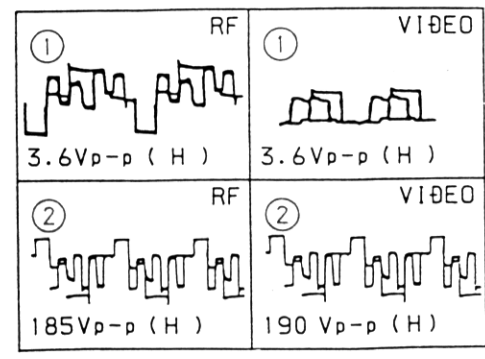 ① RF
3.6Vp-p ( H )
① VIDEO
3.6Vp-p ( H )
② RF
185Vp-p ( H )
② VIDEO
190 Vp-p ( H )